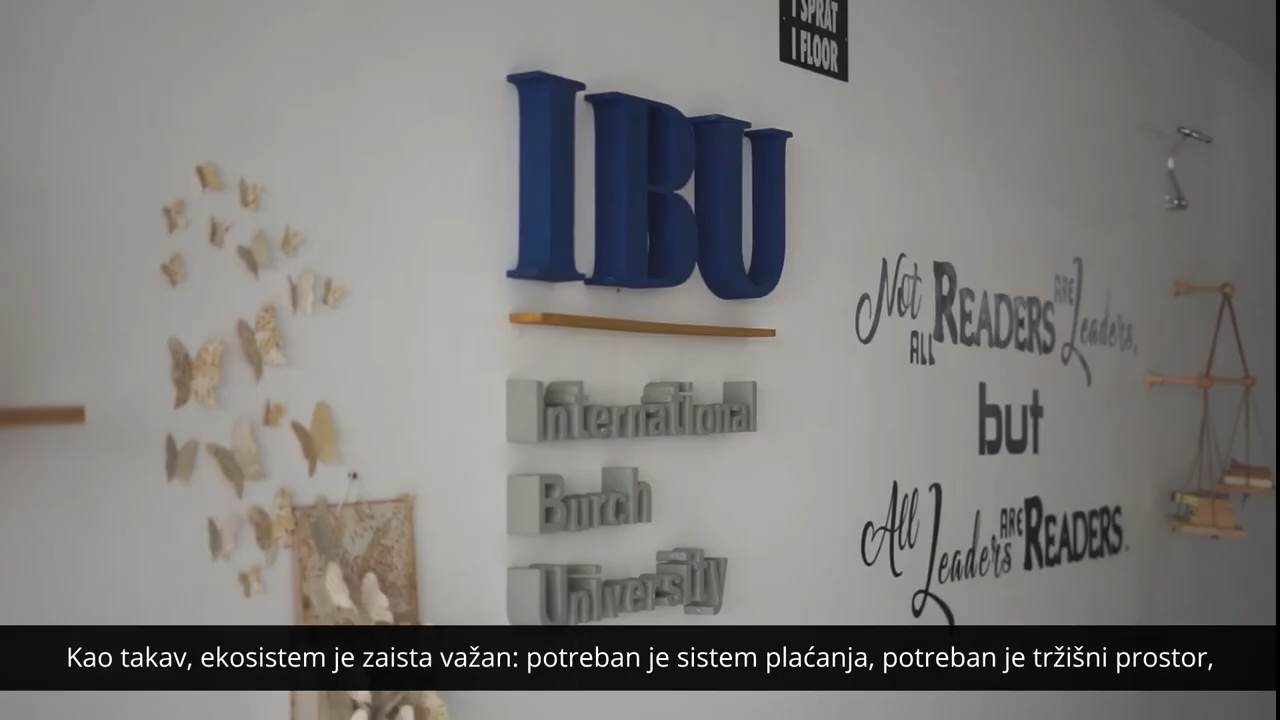 I SPRAT
I FLOOR
IBU
International
Burch
University
Not ALL READERS ARE Leaders,
but
All Leaders ARE READERS.
Kao takav, ekosistem je zaista važan: potreban je sistem plaćanja, potreban je tržišni prostor,